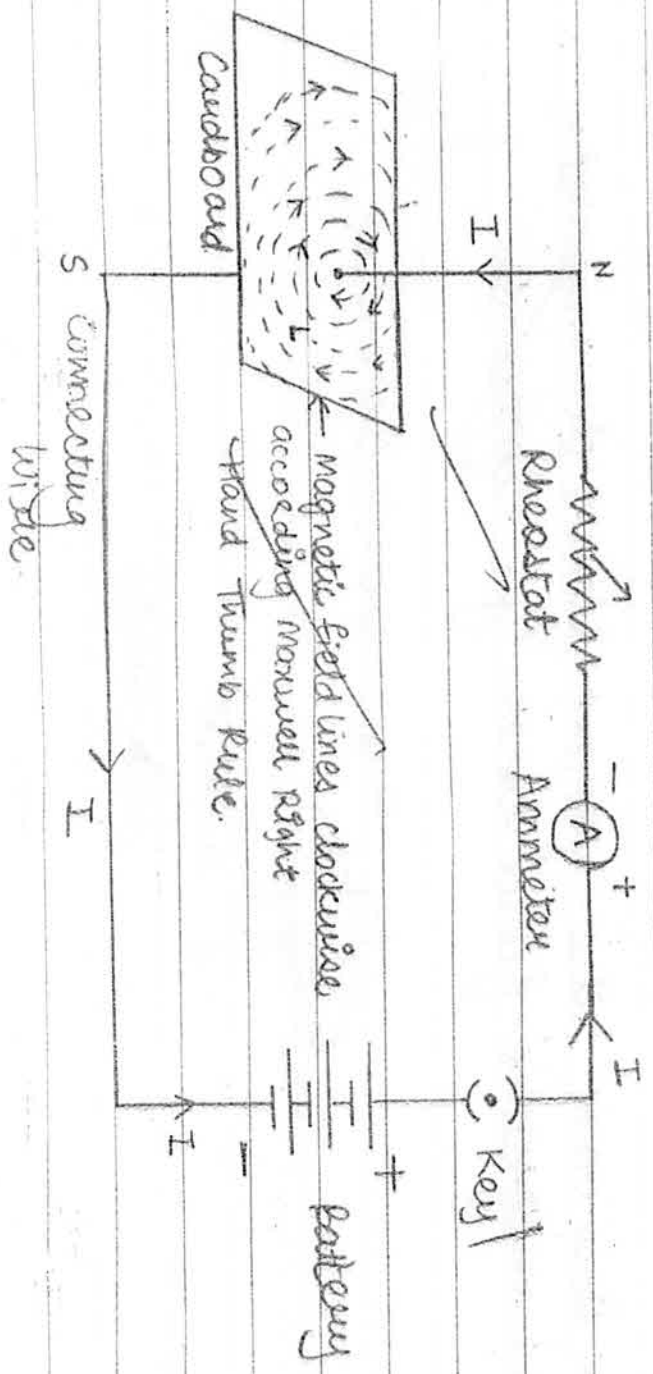 N
Rheostat
-
A
+
Ammeter
I
I
Key
+
Battery
-
I
Magnetic field lines clockwise
according Maxwell Right
Hand Thumb Rule.
Cardboard
S
Connecting
Wire
I